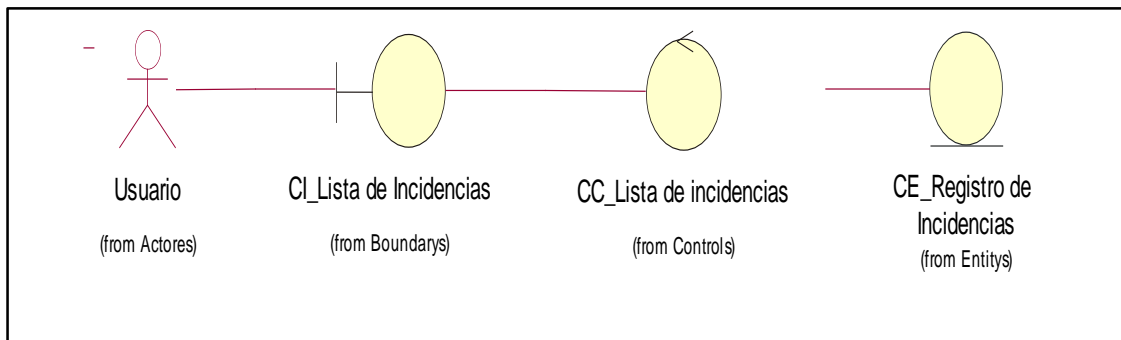 Usuario
(from Actores)
CI_Lista de Incidencias
(from Boundarys)
CC_Lista de incidencias
(from Controls)
CE_Registro de
Incidencias
(from Entitys)